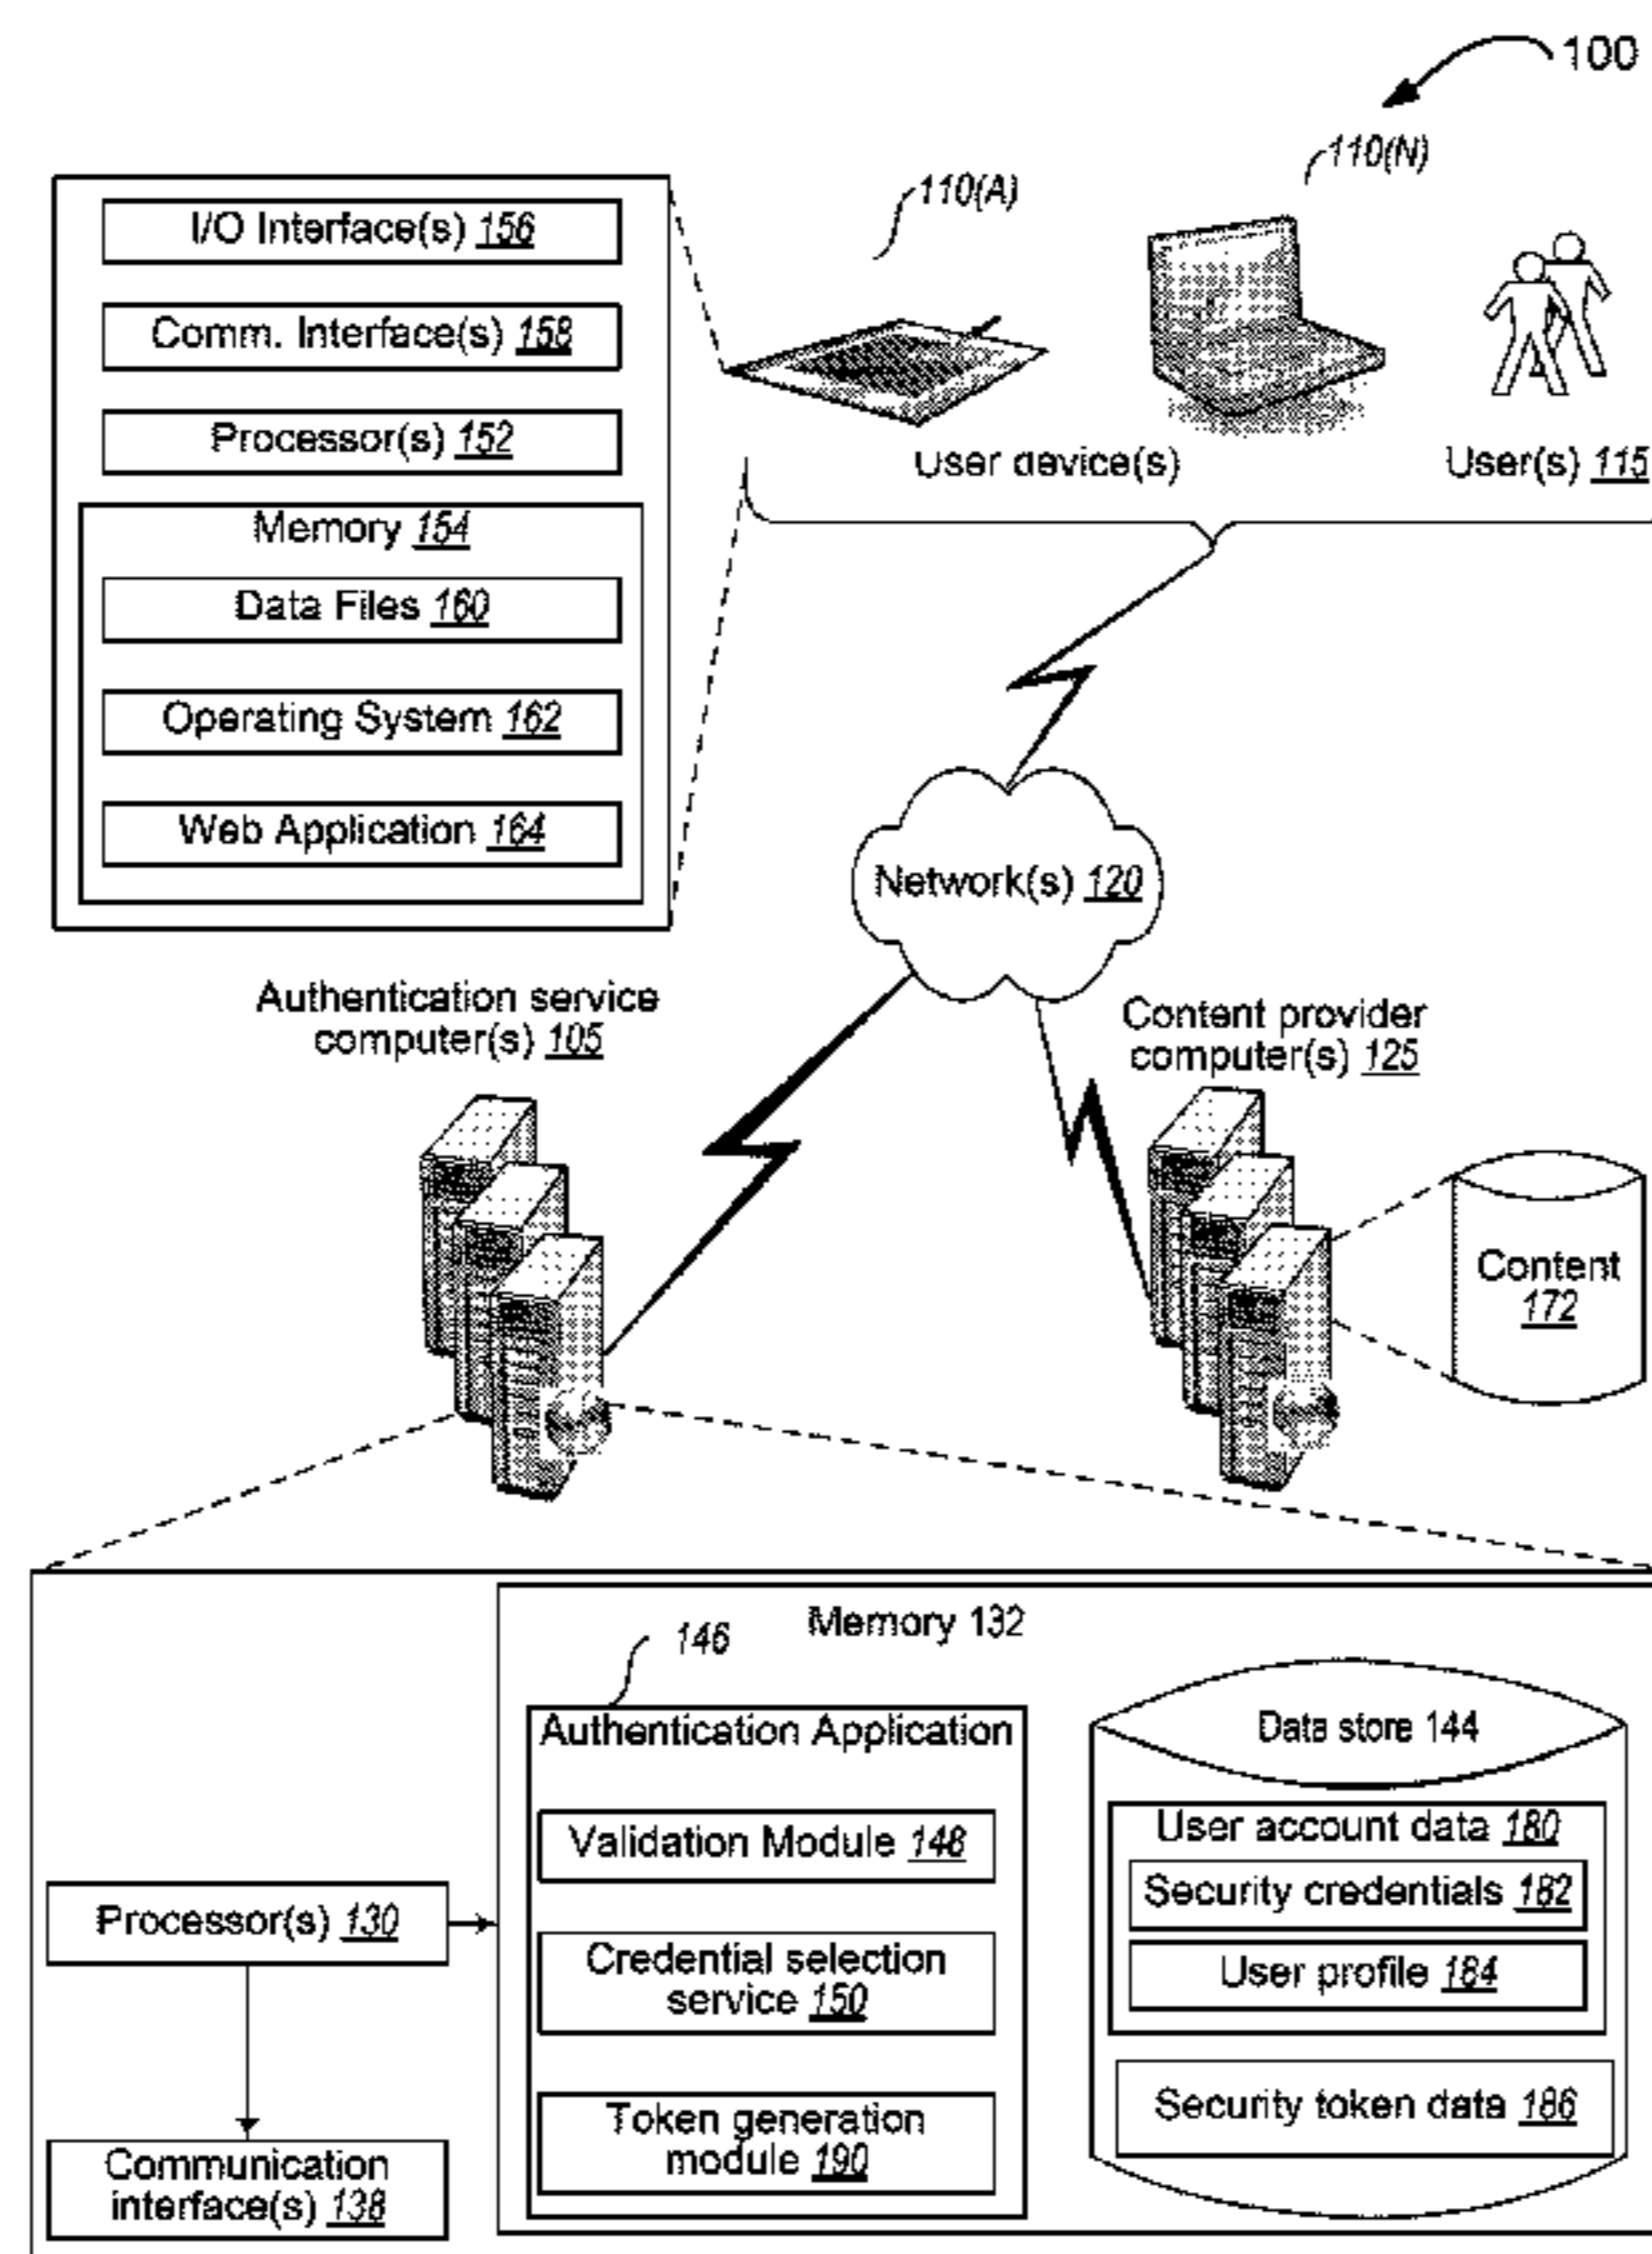 100
110(N)
110(A)
I/O Interface(s) 156
Comm. Interface(s) 158
Processor(s) 152
User device(s)
User(s) 115
Memory 154
Data Files 160
Operating System 162
Web Application 164
Network(s) 120
Authentication service
computer(s) 105
Content provider
computer(s) 125
Content
172
Memory 132
146
Authentication Application
Data store 144
Validation Module 148
User account data 180
Security credentials 182
User profile 184
Processor(s) 130
Credential selection
service 150
Security token data 186
Token generation
module 190
Communication
interface(s) 138